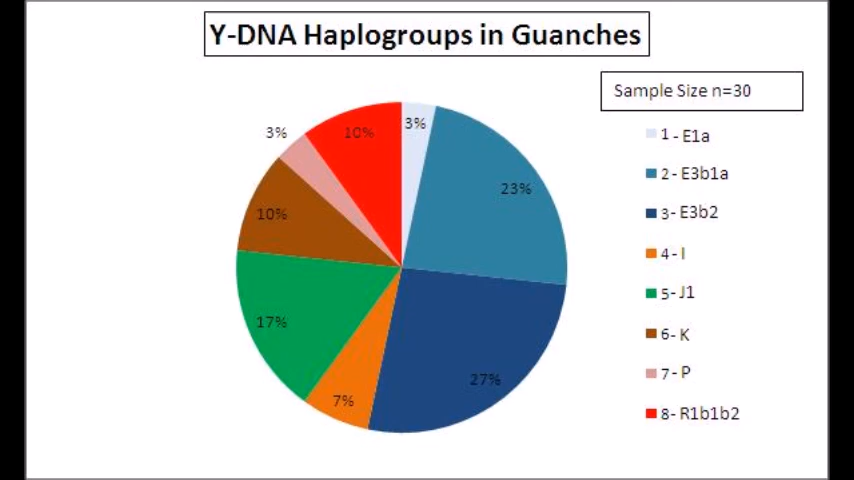 Y-DNA Haplogroups in Guanches
Sample Size n=30
3%
10%
3%
23%
10%
17%
27%
7%
1 - E1a
2 - E3b1a
3- E3b2
4 - I
5- J1
6- K
7 - P
8- R1b1b2